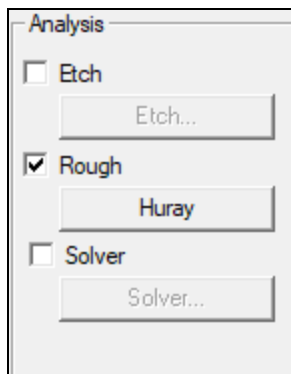 Analysis
Etch
Etch...
Rough
Huray
Solver
Solver...